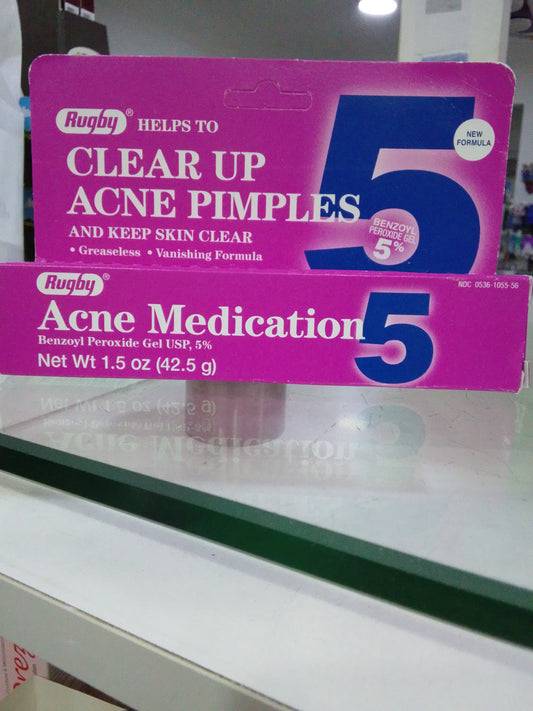 Rugby® HELPS TO
CLEAR UP
ACNE PIMPLES
AND KEEP SKIN CLEAR
• Greaseless • Vanishing Formula
5
NEW
FORMULA
BENZOYL
PEROXIDE GEL
5%
Rugby®
NDC 0536-1055-56
Acne Medication 5
Benzoyl Peroxide Gel USP, 5%
Net Wt 1.5 oz (42.5 g)